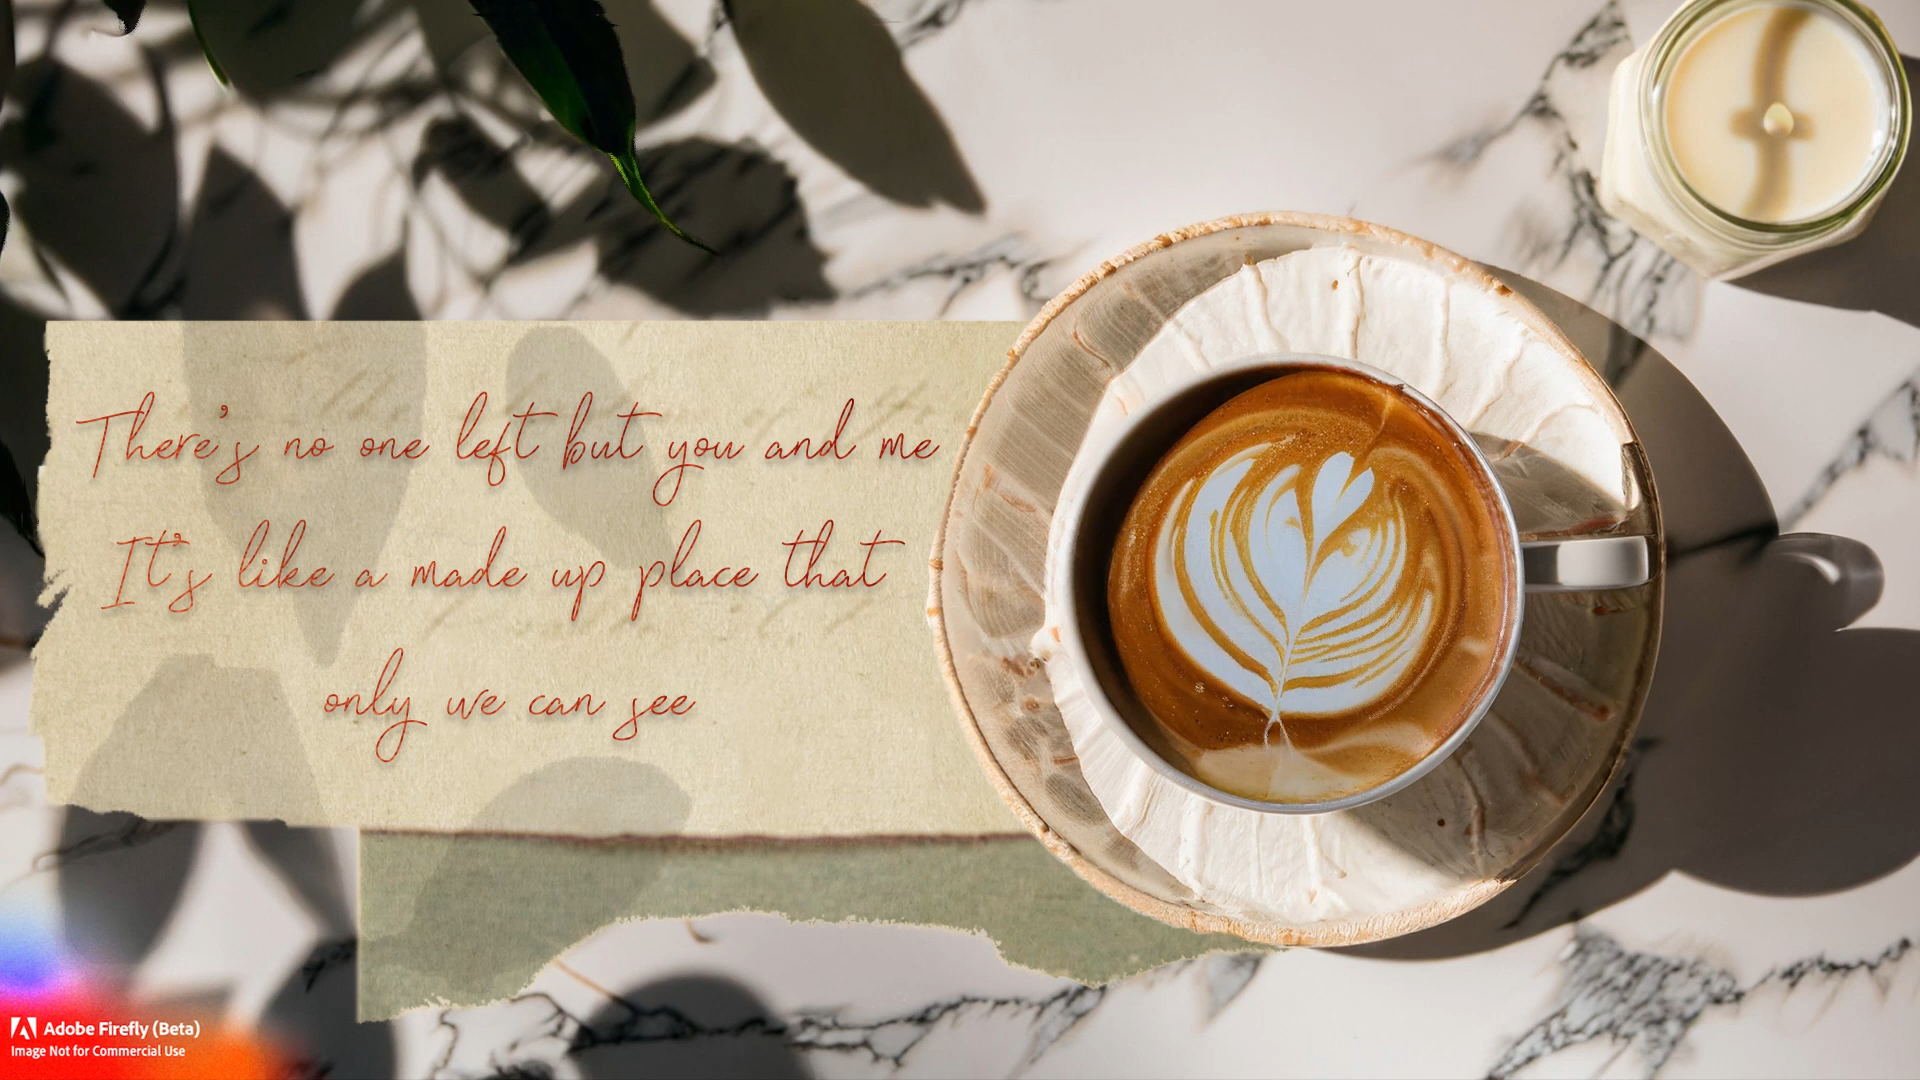 There's no one left but you and me
It's like a made up place that
only we can see
Adobe Firefly (Beta)
Image Not for Commercial Use